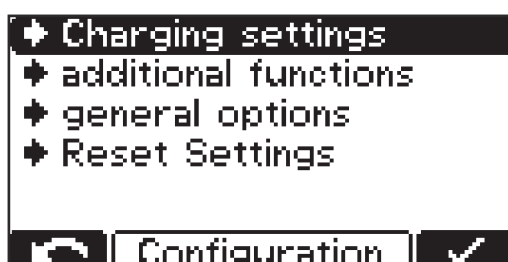 Charging settings
additional functions
general options
Reset Settings
Configuration